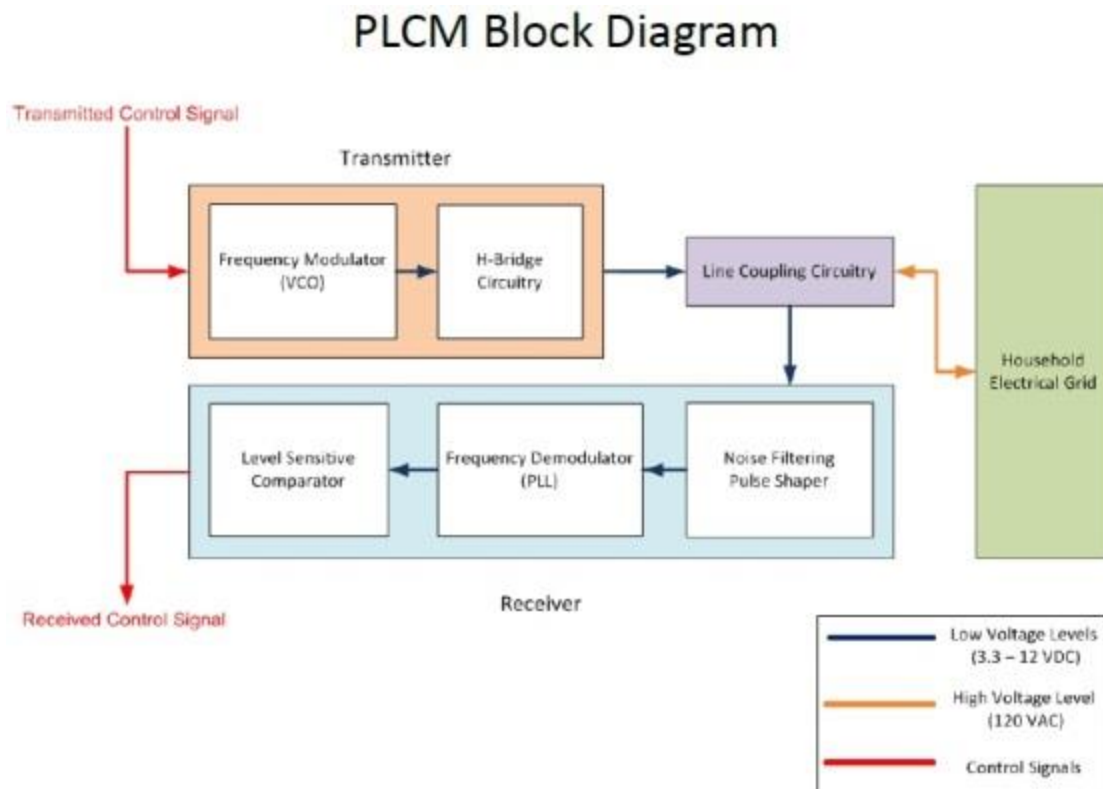 PLCM Block Diagram
Transmitted Control Signal
Transmitter
Frequency Modulator
(VCO)
H-Bridge
Circuitry
Line Coupling Circuitry
Household
Electrical Grid
Level Sensitive
Comparator
Frequency Demodulator
(PLL)
Noise Filtering
Pulse Shaper
Received Control Signal
Receiver
Low Voltage Levels
(3.3 – 12 VDC)
High Voltage Level
(120 VAC)
Control Signals